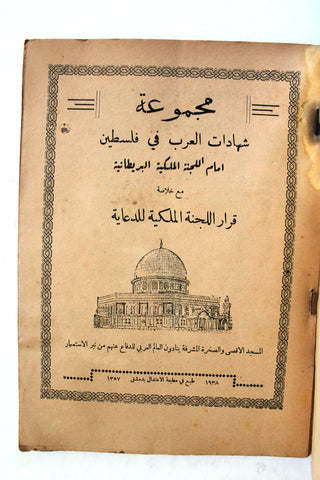 مجموعة
شهادات العرب في فلسطين
امام اللجنة الملكية البريطانية
مع خلاصة
قرار اللجنة الملكية للدعاية
المسجد الاقصى والصخرة المشرفة ينادون العالم العربي للدفاع عنهم من نير الاستعمار
١٩٣٨ طبع في مطبعة الاعتدال بدمشق ١٣٥٧